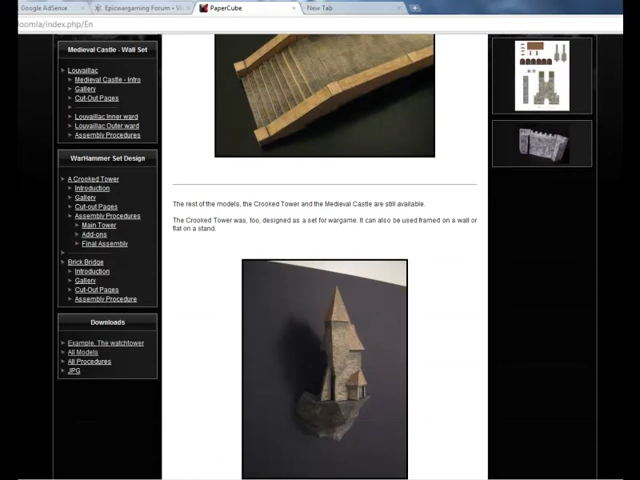 Google AdSense
Epicwargaming Forum • Vi
PaperCube
New Tab
oomla/index.php/En
Medieval Castle - Wall Set
Louvaillac
Medieval Castle - Intro
Gallery
Cut-Out Pages
Louvaillac Inner ward
Louvaillac Outer ward
Assembly Procedures
WarHammer Set Design
A Crooked Tower
Introduction
Gallery
Cut-out Pages
Assembly Procedures
Main Tower
Add-ons
Final Assembly
Brick Bridge
Introduction
Gallery
Cut-Out Pages
Assembly Procedure
Downloads
Example. The watchtower
All Models
All Procedures
JPG
The rest of the models, the Crooked Tower and the Medieval Castle are still available.
The Crooked Tower was, too, designed as a set for wargame. It can also be used framed on a wall or
flat on a stand.